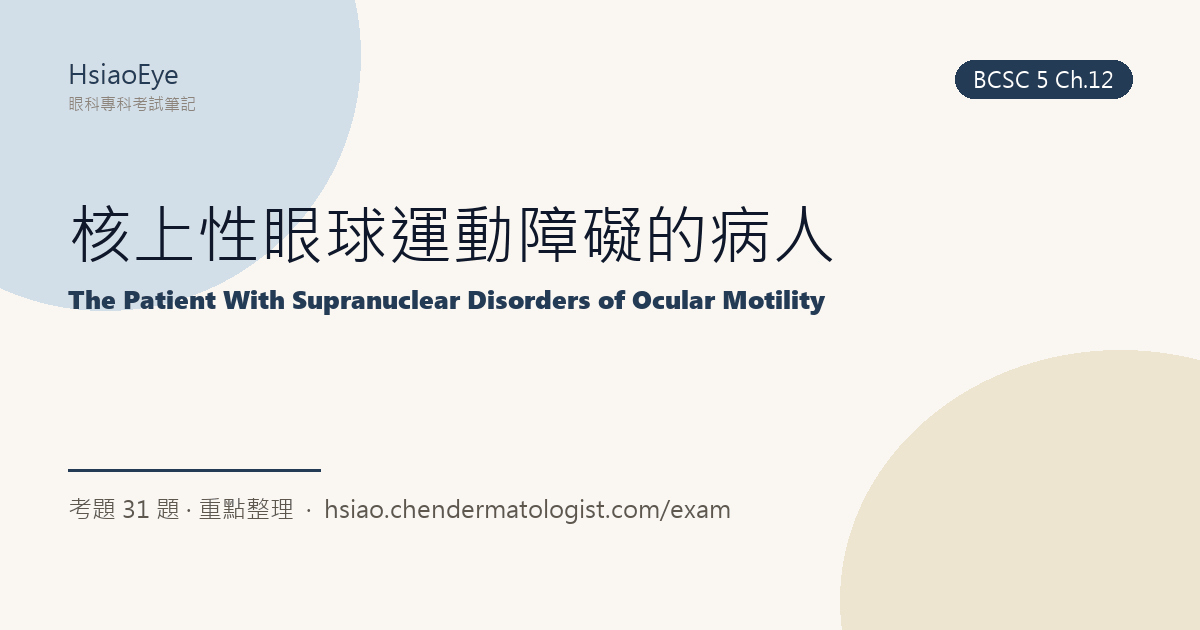 HsiaoEye
眼科專科考試筆記
BCSC 5 Ch.12
核上性眼球運動障礙的病人
The Patient With Supranuclear Disorders of Ocular Motility
考題 31 題 · 重點整理 · hsiao.chendermatologist.com/exam